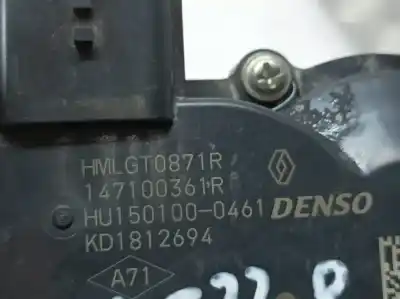 HMLGT0871R
147100361R
HU150100-0461 DENSO
KD1812694
A71